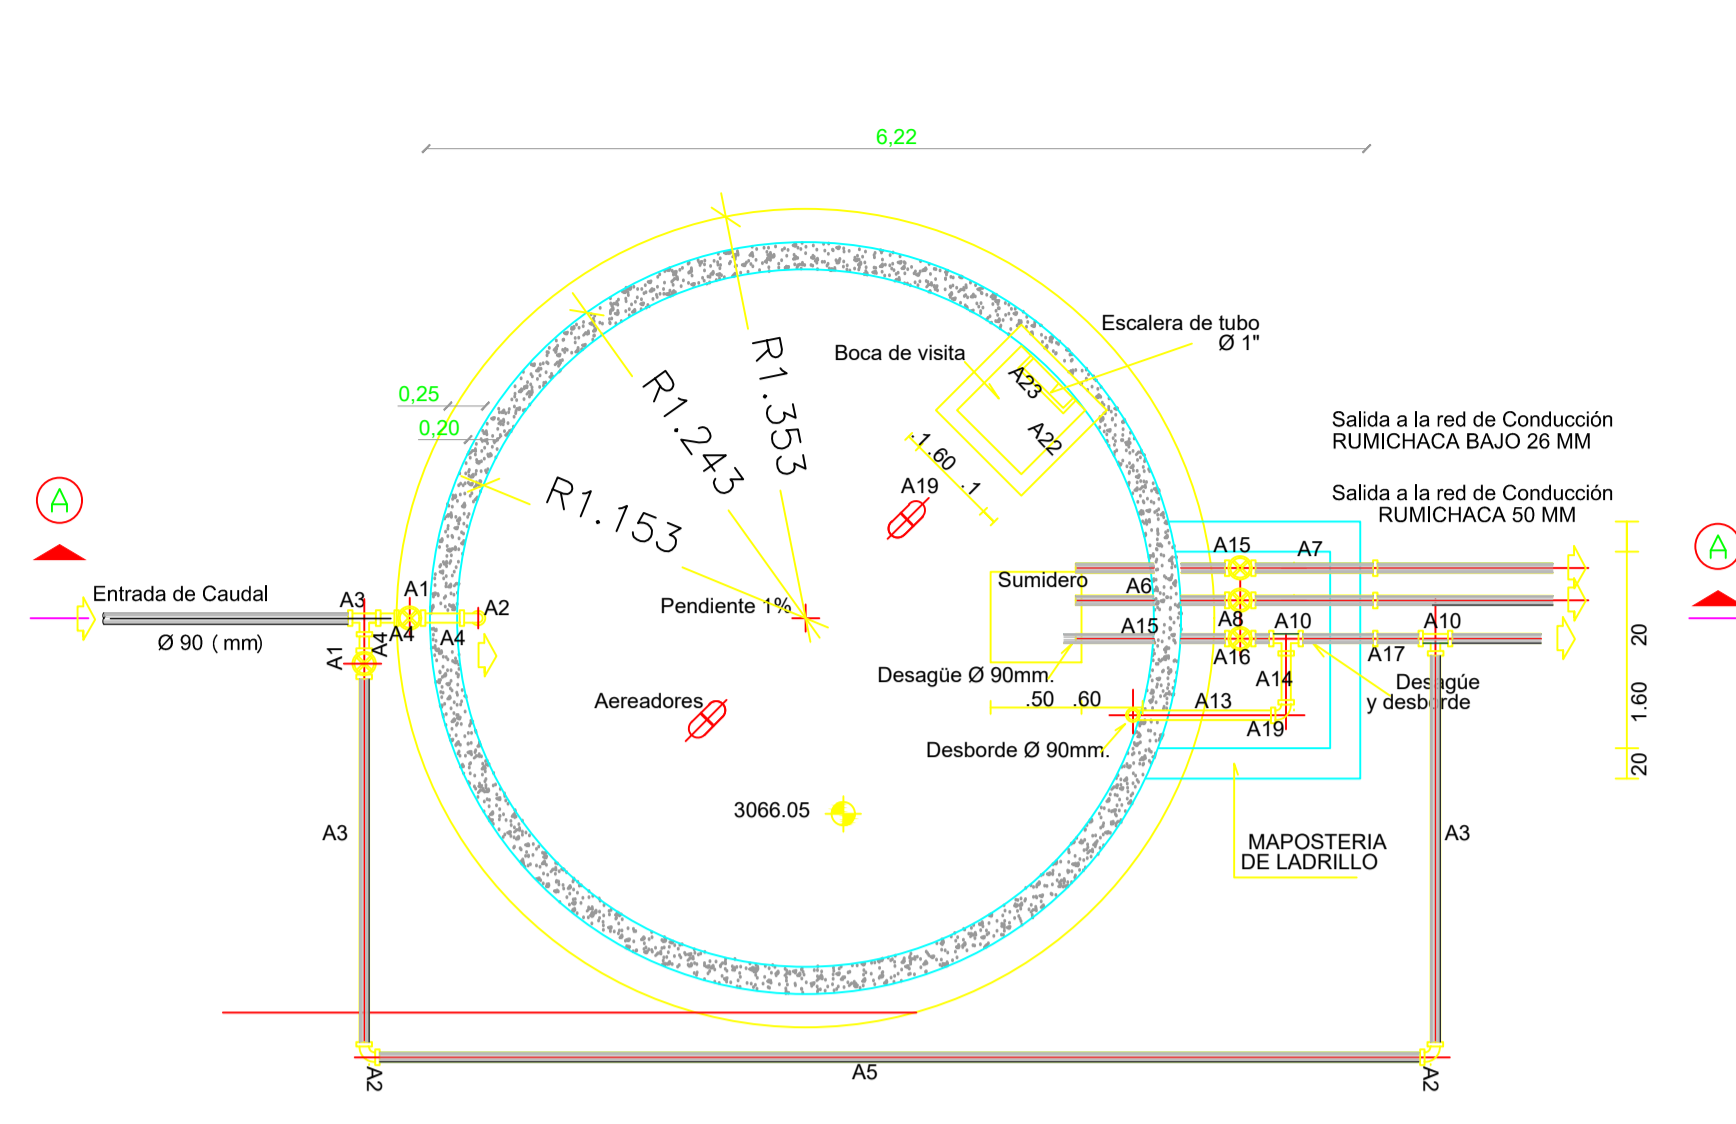 6,22
Escalera de tubo
Ø 1"
Boca de visita
A23
A22
R1.353
R1.243
R1.153
0,25
0,20
.1 .60 .1
A19
Salida a la red de Conducción
RUMICHACA BAJO 26 MM
Salida a la red de Conducción
RUMICHACA 50 MM
A
A
Entrada de Caudal
Ø 90 ( mm)
A3
A1
A2
A4
A4
A4
A1
Pendiente 1%
Sumidero
A15
A7
A6
A15
A8
A16
A10
A10
A17
Desagüe Ø 90mm.
A14
Desagúe
y desborde
.50 .60
A13
A19
Desborde Ø 90mm.
Aereadores
20
1.60
20
3066.05
MAPOSTERIA
DE LADRILLO
A3
A3
A2
A5
A2